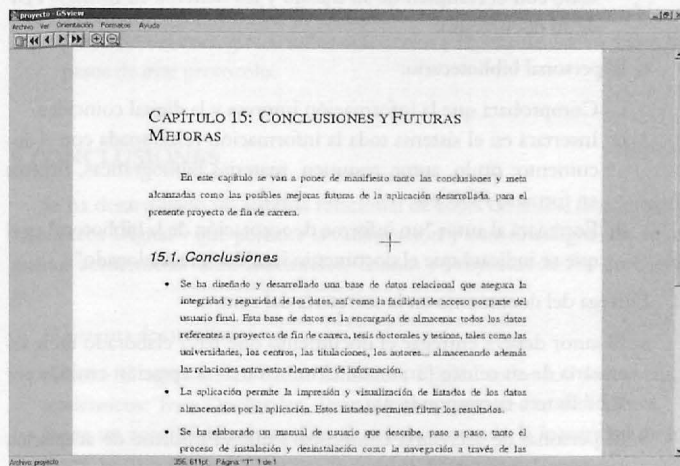 proyecto - GSview
Archivo Ver Orientación Formatos Ayuda
CAPÍTULO 15: CONCLUSIONES Y FUTURAS
MEJORAS
En este capítulo se van a poner de manifiesto tanto las conclusiones y meta
alcanzadas como las posibles mejoras futuras de la aplicación desarrollada para el
presente proyecto de fin de carrera.
15.1. Conclusiones
• Se ha diseñado y desarrollado una base de datos relacional que asegura la
integridad y seguridad de los datos, así como la facilidad de acceso por parte del
usuario final. Esta base de datos es la encargada de almacenar todos los datos
referentes a proyectos de fin de carrera, tesis doctorales y tesinas, tales como las
universidades, los centros, las titulaciones, los autores... almacenando además
las relaciones entre estos elementos de información.
• La aplicación permite la impresión y visualización de listados de los datos
almacenados por la aplicación. Estos listados permiten filtrar los resultados.
• Se ha elaborado un manual de usuario que describe, paso a paso, tanto el
proceso de instalación y desinstalación como la navegación a través de las
Archivo: proyecto 356, 611pt Página: "1" 1 de 1